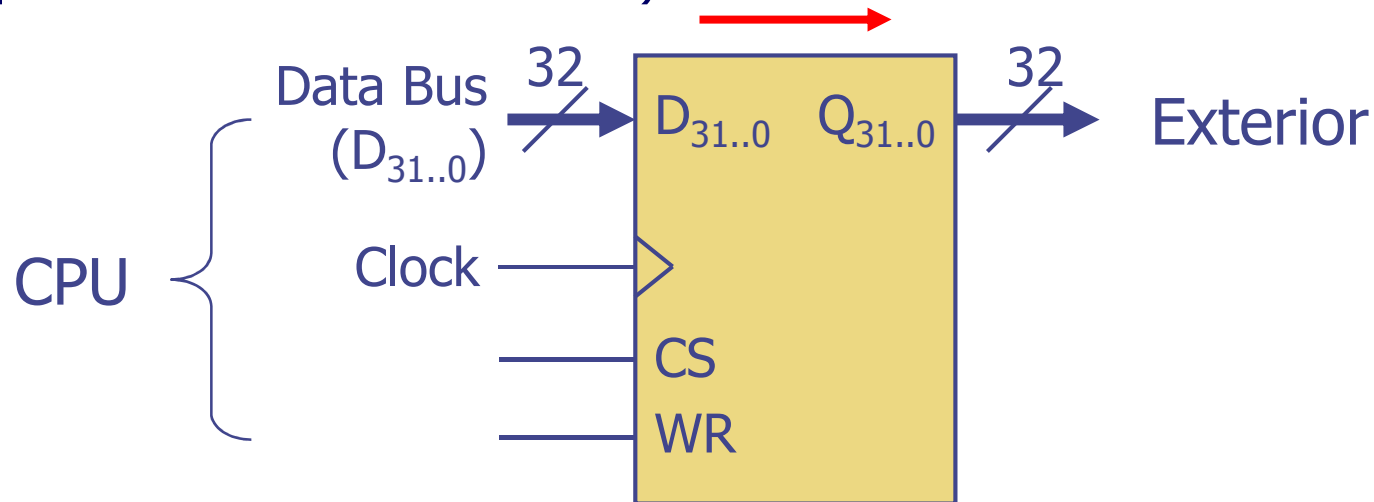 32
32
Data Bus
(D31..0)
D31..0 Q31..0
Exterior
Clock
CPU
CS
WR